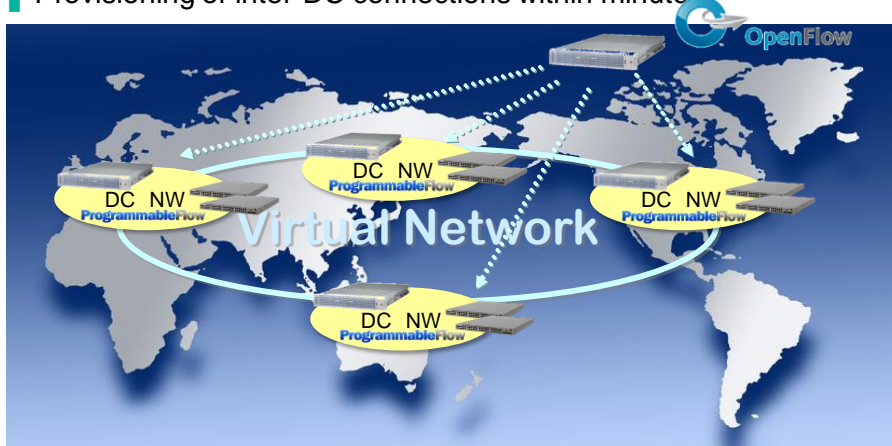 Provisioning of inter-DC connections within minute
OpenFlow
DC NW
ProgrammableFlow
DC NW
ProgrammableFlow
DC NW
ProgrammableFlow
Virtual Network
DC NW
ProgrammableFlow